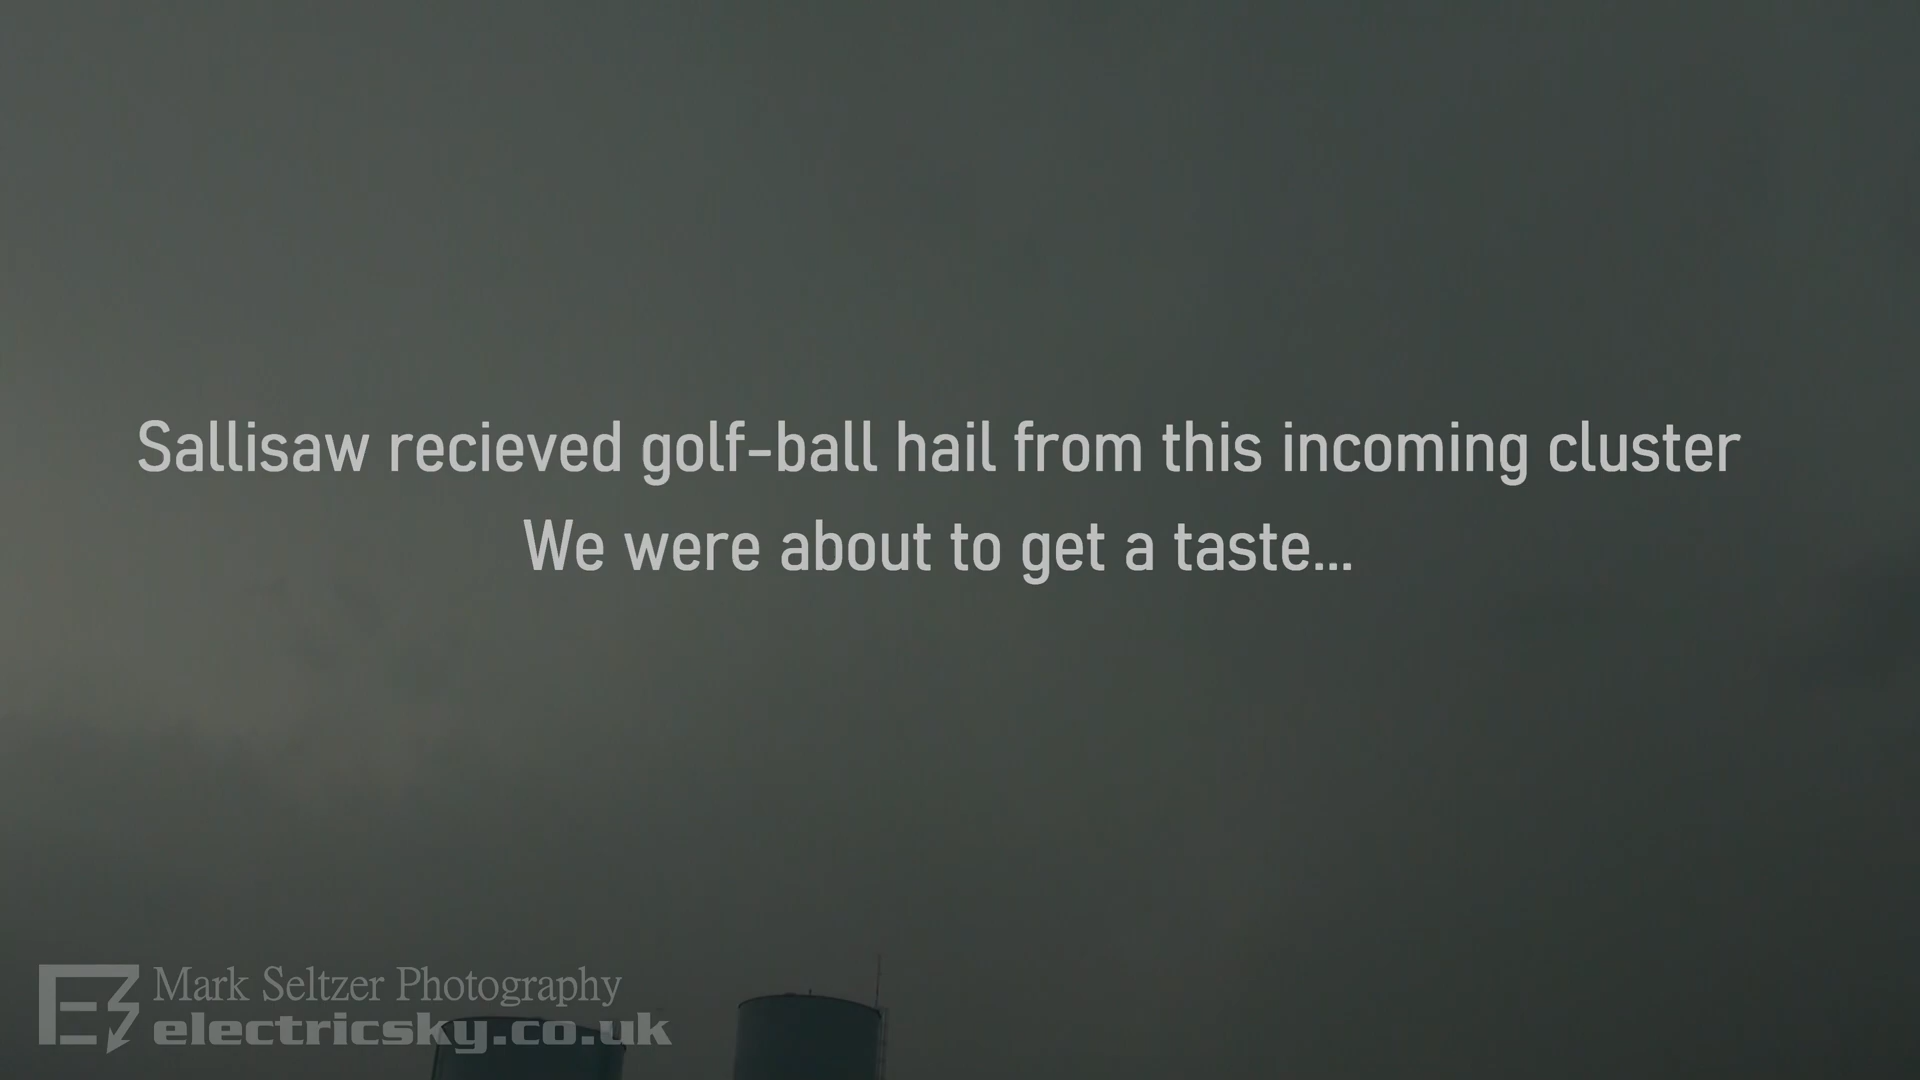 Sallisaw recieved golf-ball hail from this incoming cluster
We were about to get a taste...
Mark Seltzer Photography
electricsky.co.uk